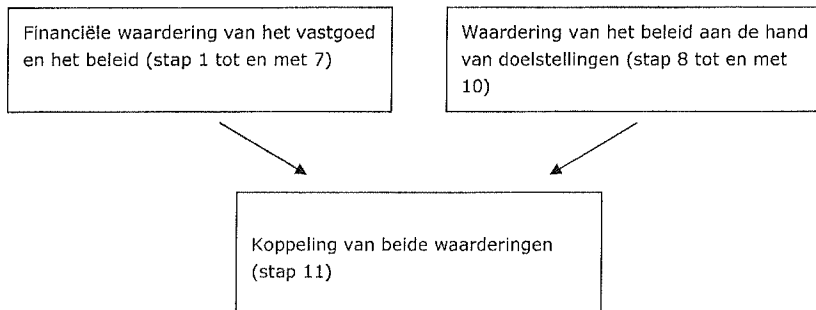 Financiële waardering van het vastgoed
en het beleid (stap 1 tot en met 7)
Waardering van het beleid aan de hand
van doelstellingen (stap 8 tot en met
10)
Koppeling van beide waarderingen
(stap 11)